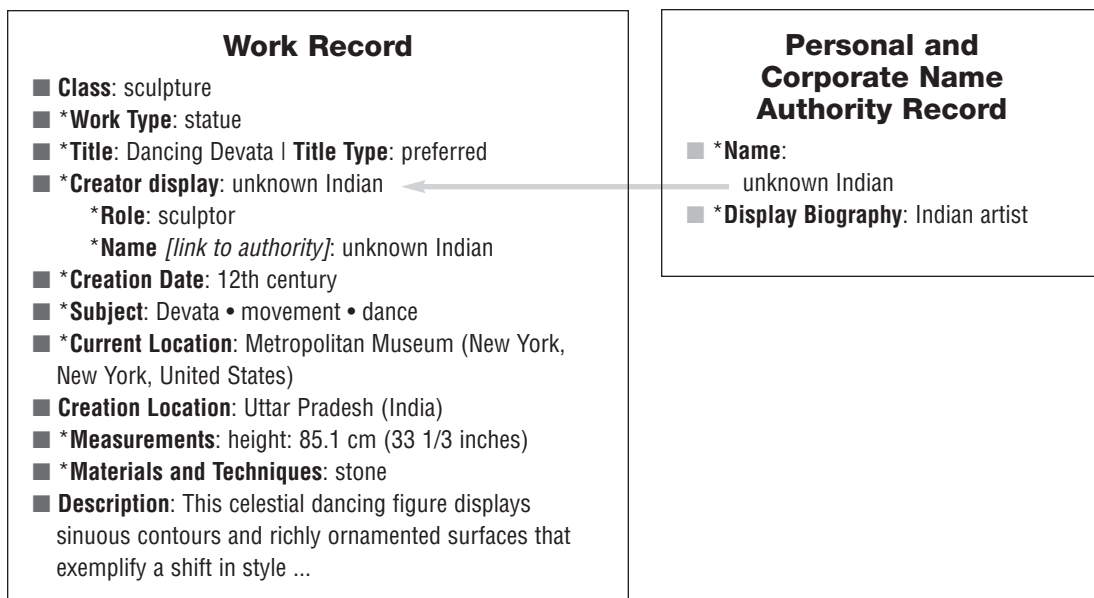 Work Record
■ Class: sculpture
■ *Work Type: statue
■ *Title: Dancing Devata | Title Type: preferred
■ *Creator display: unknown Indian
*Role: sculptor
*Name [link to authority]: unknown Indian
■ *Creation Date: 12th century
■ *Subject: Devata • movement • dance
■ *Current Location: Metropolitan Museum (New York,
New York, United States)
■ Creation Location: Uttar Pradesh (India)
■ *Measurements: height: 85.1 cm (33 1/3 inches)
■ *Materials and Techniques: stone
■ Description: This celestial dancing figure displays
sinuous contours and richly ornamented surfaces that
exemplify a shift in style ...
Personal and
Corporate Name
Authority Record
■ *Name:
unknown Indian
■ *Display Biography: Indian artist